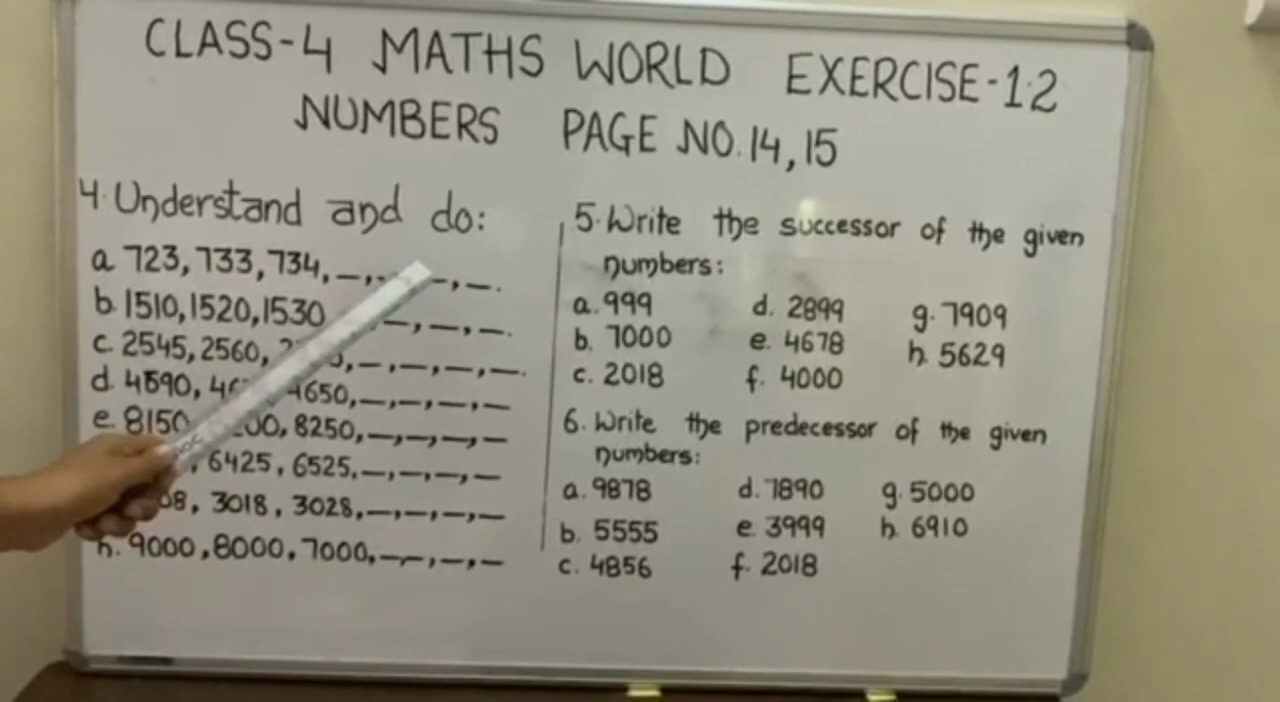 CLASS-4 MATHS WORLD EXERCISE-1.2
NUMBERS PAGE NO.14,15
4. Understand and do:
a 723,733,734,_,_,_,_.
b. 1510,1520,1530 _,_,_.
c. 2545,2560, _,_,_,_.
d. 4590, 4650,_,_,_,_
e. 8150 8250,_,_,_,_
6425, 6525,_,_,_,_
3018, 3028,_,_,_,_
h. 9000,8000,7000,_,_,_,_
5. Write the successor of the given
numbers:
a. 999 d. 2899 g. 7909
b. 7000 e. 4678 h. 5629
c. 2018 f. 4000
6. Write the predecessor of the given
numbers:
a. 9878 d. 7890 g. 5000
b. 5555 e. 3999 h. 6910
c. 4856 f. 2018